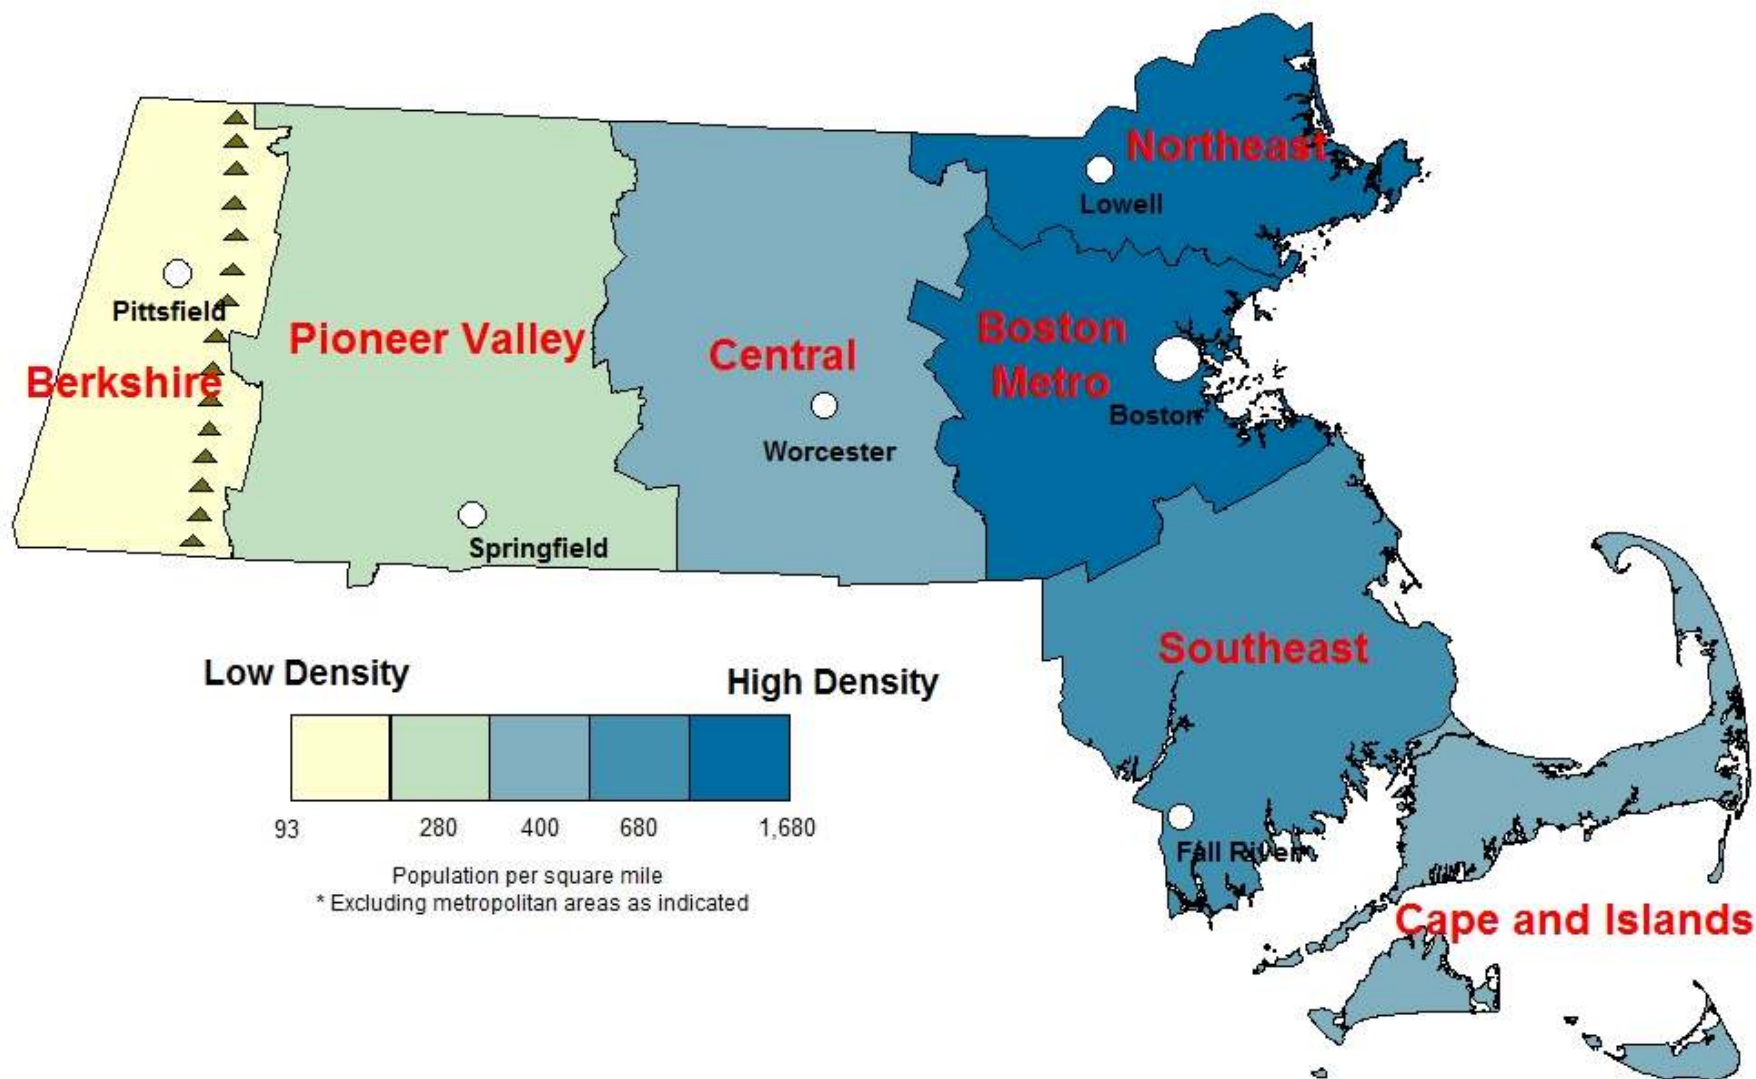 Northeast
Lowell
Pittsfield
Pioneer Valley
Boston
Metro
Central
Berkshire
Boston
Worcester
Springfield
Southeast
Low Density
High Density
93 280 400 680 1,680
Fall River
Population per square mile
* Excluding metropolitan areas as indicated
Cape and Islands